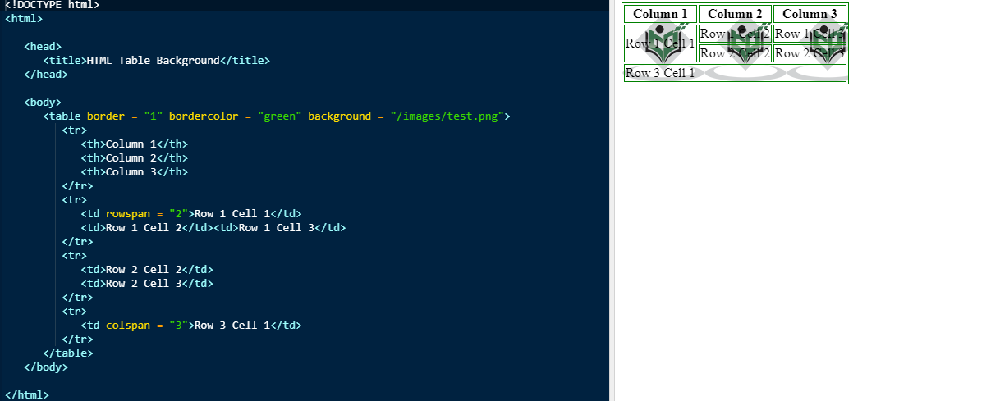 <!DOCTYPE html>
<html>
<head>
<title>HTML Table Background</title>
</head>
<body>
<table border = "1" bordercolor = "green" background = "/images/test.png">
<tr>
<th>Column 1</th>
<th>Column 2</th>
<th>Column 3</th>
</tr>
<tr>
<td rowspan = "2">Row 1 Cell 1</td>
<td>Row 1 Cell 2</td><td>Row 1 Cell 3</td>
</tr>
<tr>
<td>Row 2 Cell 2</td>
<td>Row 2 Cell 3</td>
</tr>
<tr>
<td colspan = "3">Row 3 Cell 1</td>
</tr>
</table>
</body>
</html>
Column 1 Column 2 Column 3
Row 1 Cell 1 Row 1 Cell 2 Row 1 Cell 3
Row 2 Cell 2 Row 2 Cell 3
Row 3 Cell 1